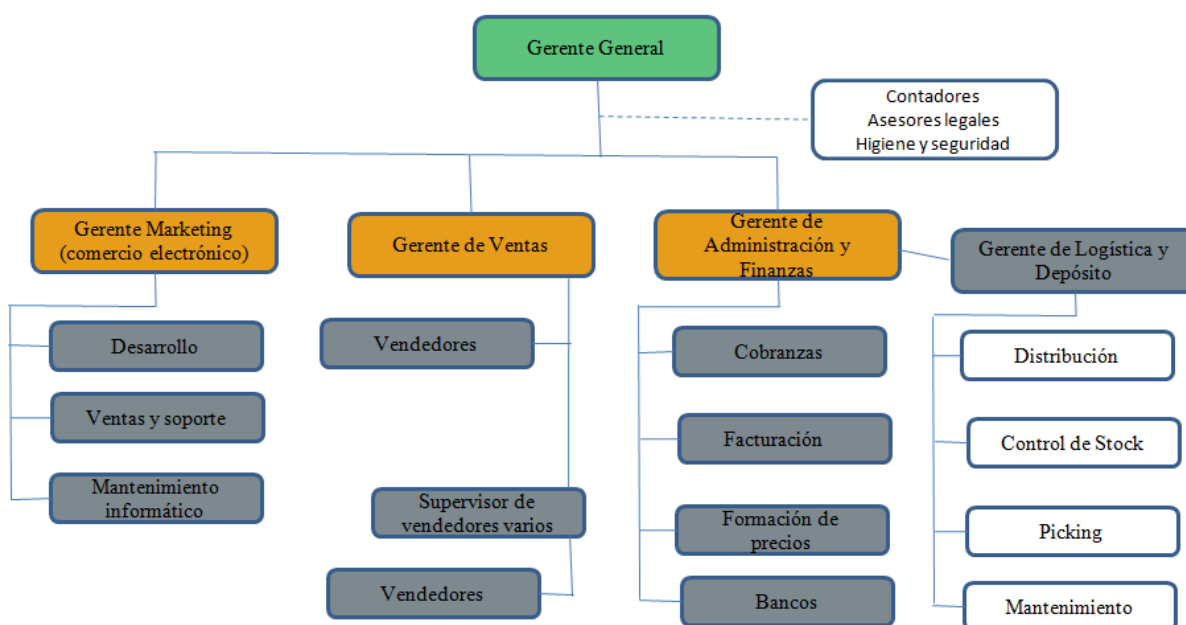 Gerente General
Contadores
Asesores legales
Higiene y seguridad
Gerente Marketing
(comercio electrónico)
Gerente de Ventas
Gerente de
Administración y
Finanzas
Gerente de Logística y
Depósito
Desarrollo
Ventas y soporte
Mantenimiento
informático
Vendedores
Supervisor de
vendedores varios
Vendedores
Cobranzas
Facturación
Formación de
precios
Bancos
Distribución
Control de Stock
Picking
Mantenimiento